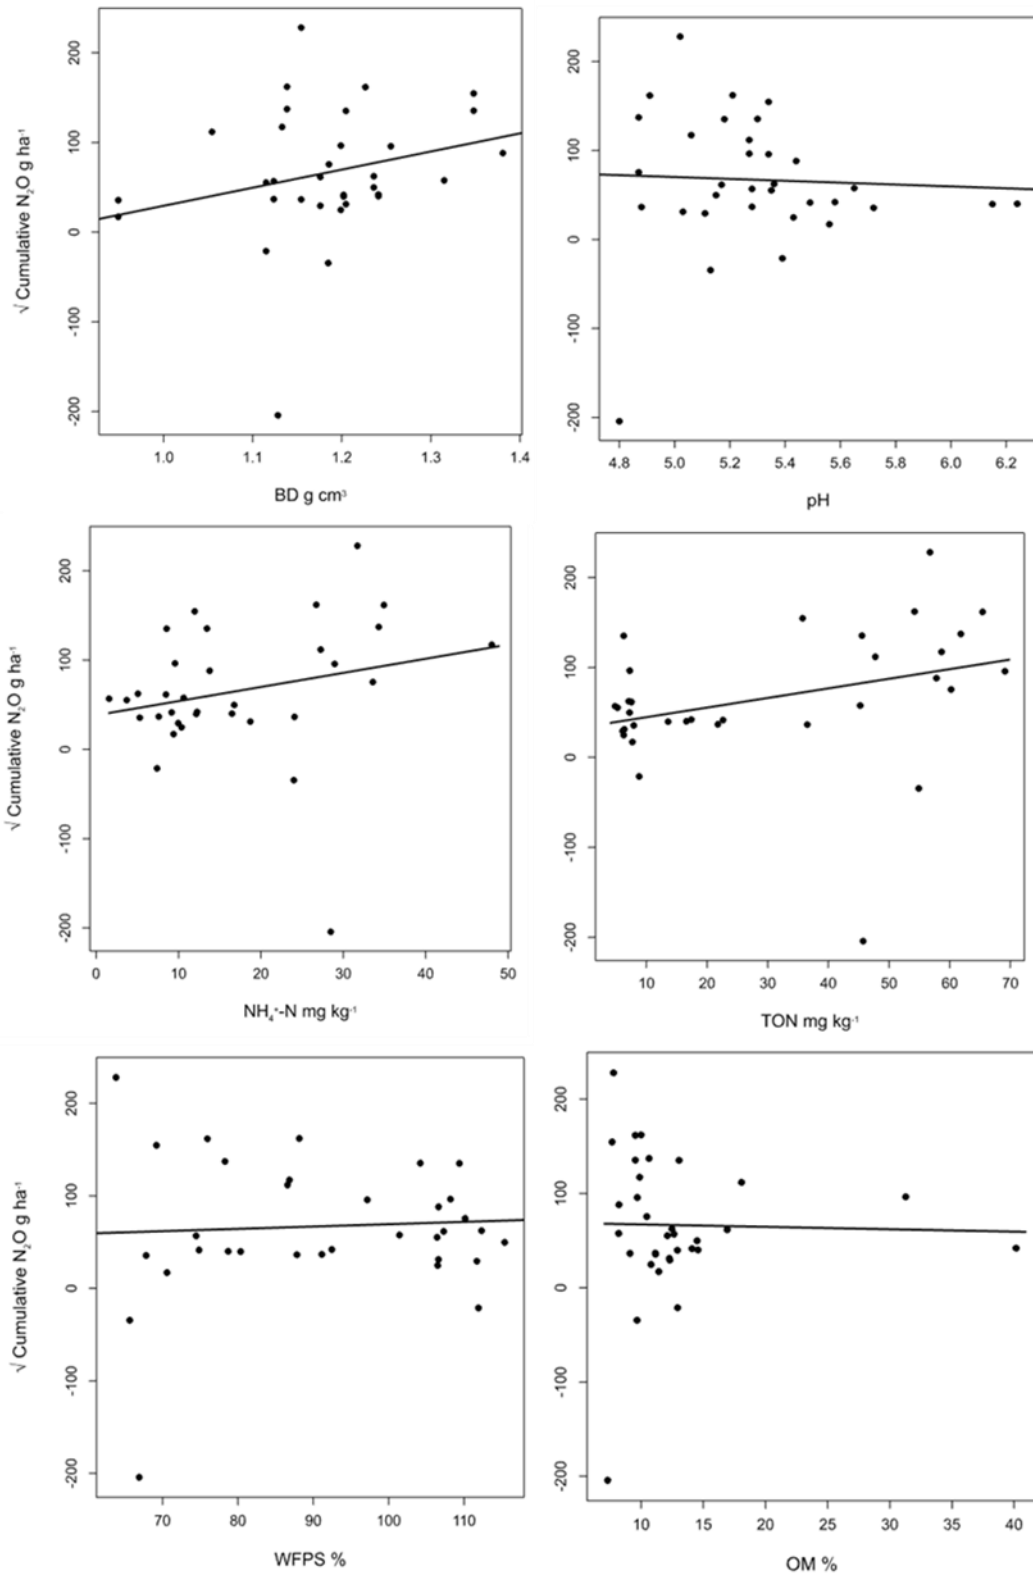 √ Cumulative N₂O g ha⁻¹
200
100
0
-100
-200
1.0 1.1 1.2 1.3 1.4
BD g cm³
200
100
0
-100
-200
4.8 5.0 5.2 5.4 5.6 5.8 6.0 6.2
pH
√ Cumulative N₂O g ha⁻¹
200
100
0
-100
-200
0 10 20 30 40 50
NH₄⁺-N mg kg⁻¹
200
100
0
-100
-200
10 20 30 40 50 60 70
TON mg kg⁻¹
√ Cumulative N₂O g ha⁻¹
200
100
0
-100
-200
70 80 90 100 110
WFPS %
200
100
0
-100
-200
10 15 20 25 30 35 40
OM %